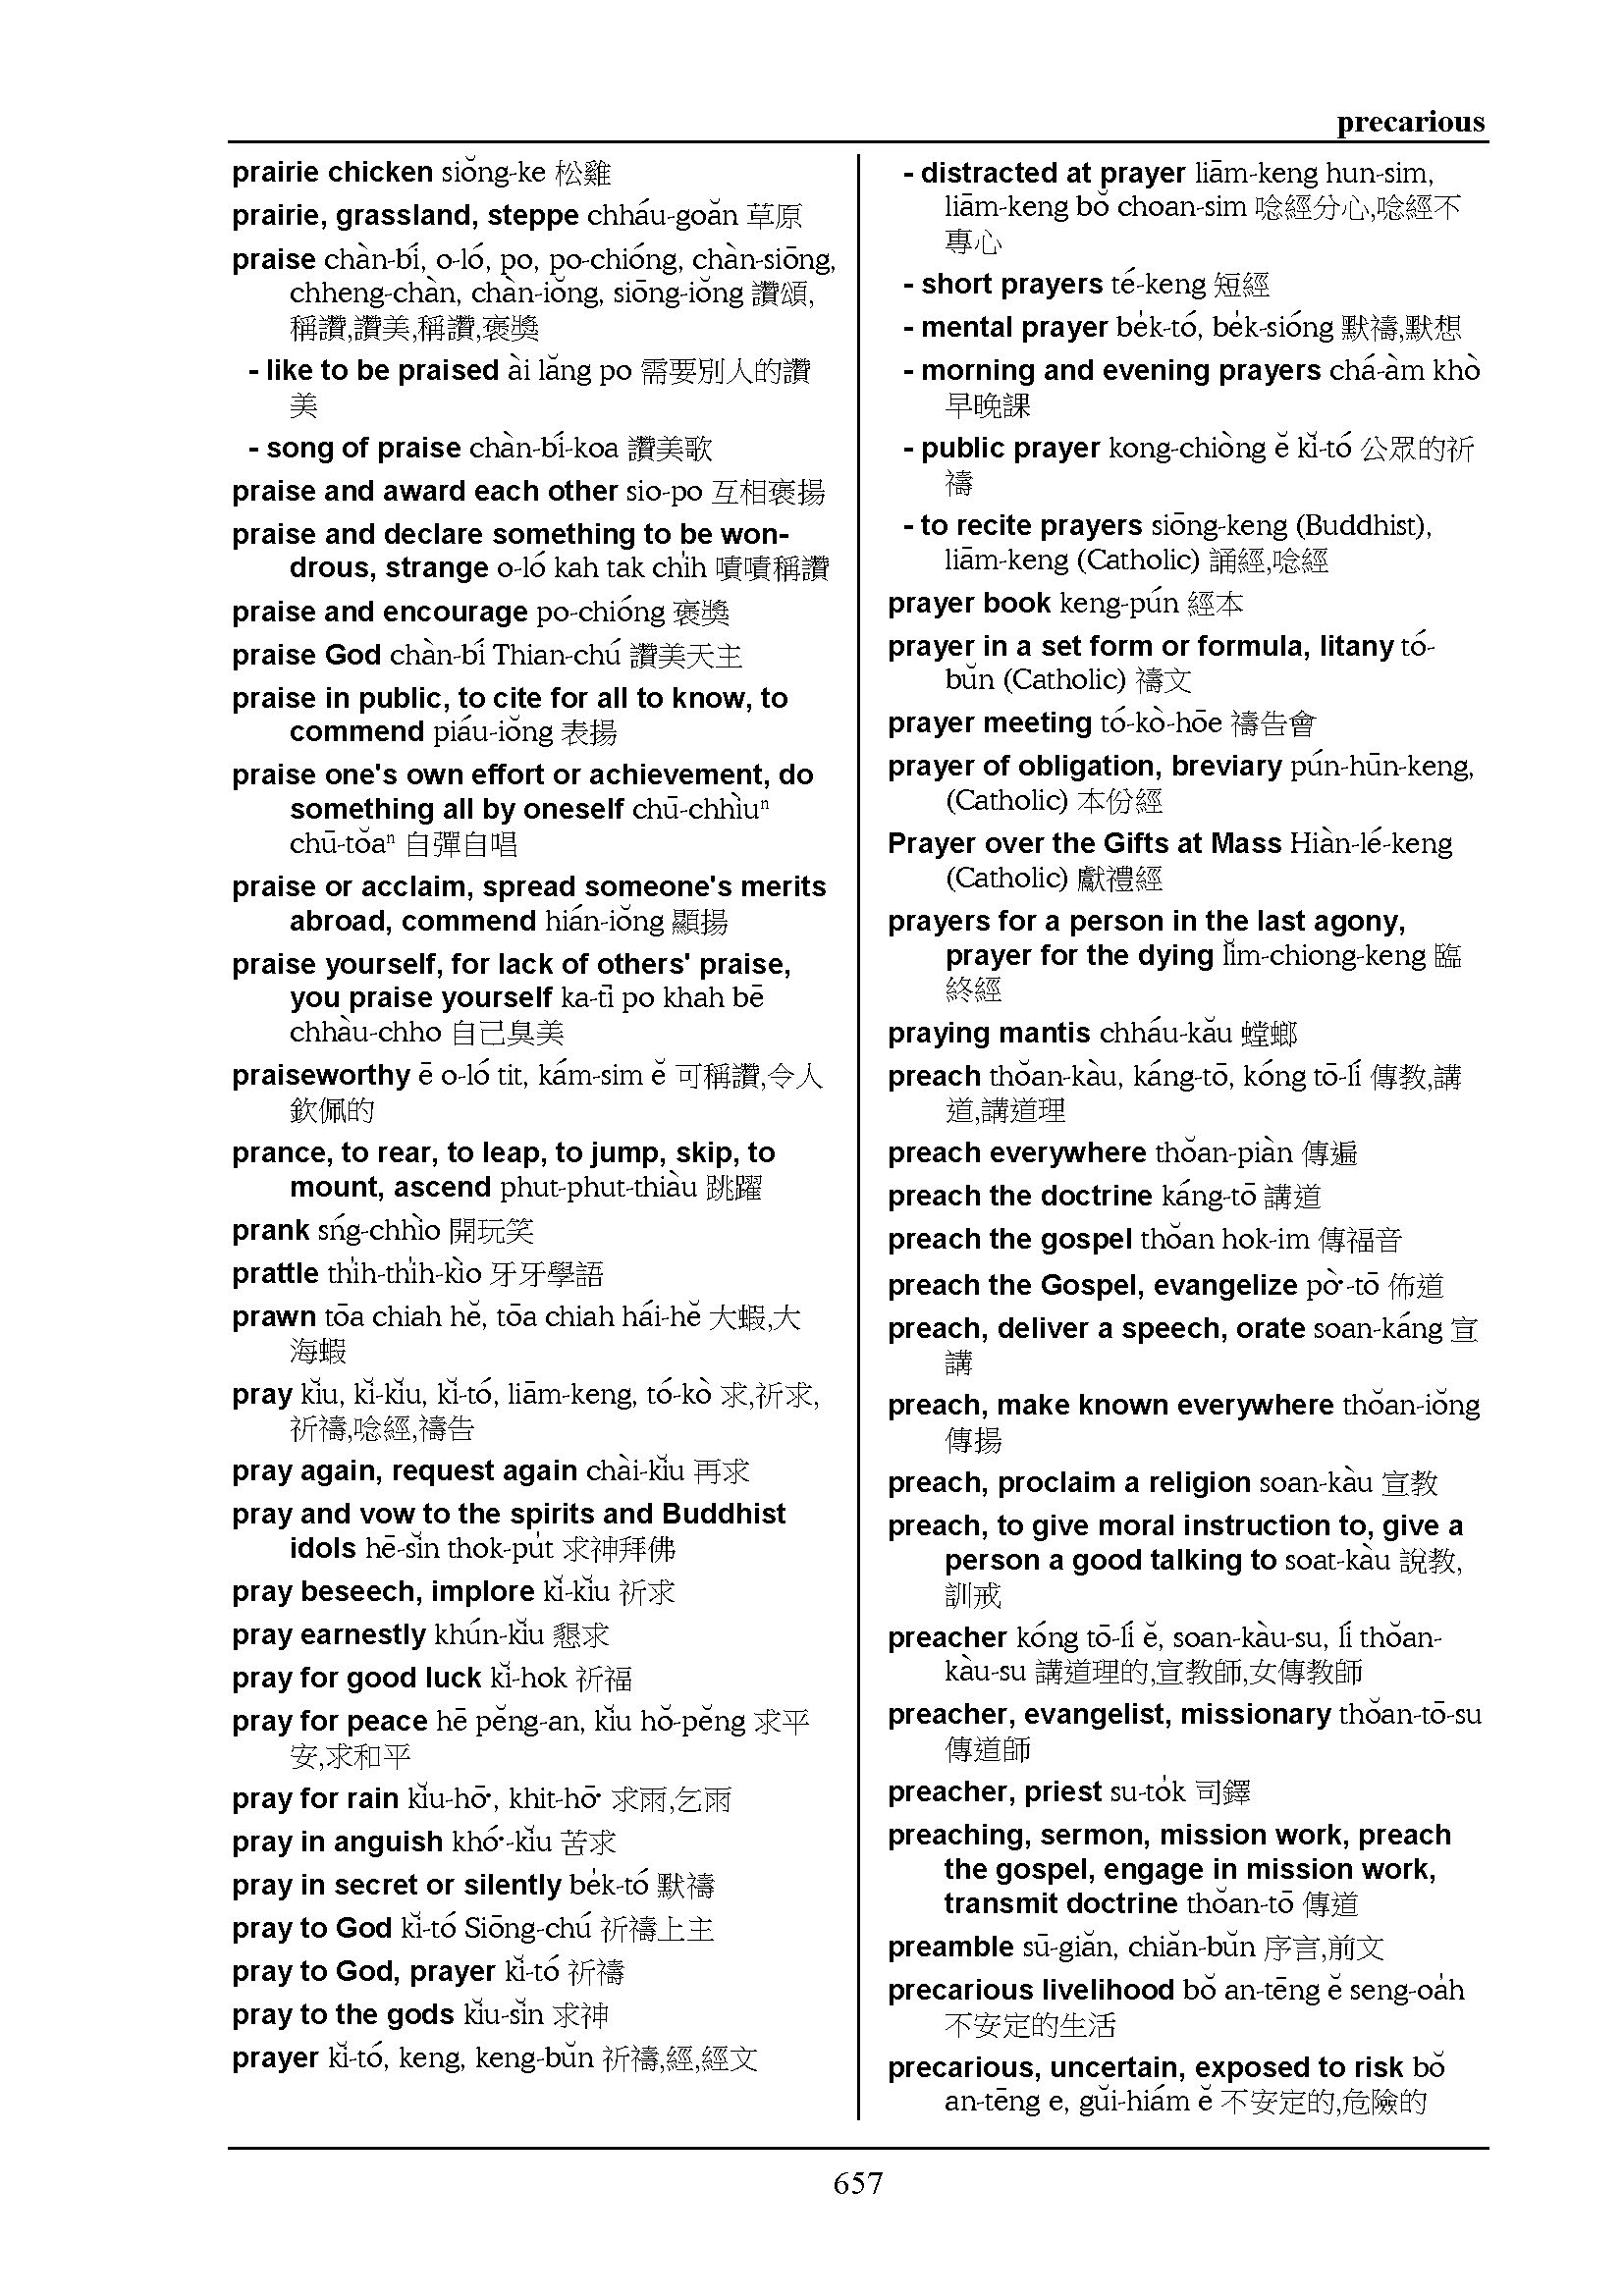 precarious
prairie chicken siŏng-ke 松雞
prairie, grassland, steppe chháu-goăn 草原
praise chàn-bí, o-ló, po, po-chióng, chàn-siōng,
chheng-chàn, chàn-iŏng, siōng-iŏng 讚頌,
稱讚,讚美,稱讚,褒獎
- like to be praised ài lăng po 需要別人的讚
美
- song of praise chàn-bí-koa 讚美歌
praise and award each other sio-po 互相褒揚
praise and declare something to be won-
drous, strange o-ló kah tak chi̍h 嘖嘖稱讚
praise and encourage po-chióng 褒獎
praise God chàn-bí Thian-chú 讚美天主
praise in public, to cite for all to know, to
commend piáu-iŏng 表揚
praise one's own effort or achievement, do
something all by oneself chū-chhìuⁿ
chū-tŏaⁿ 自彈自唱
praise or acclaim, spread someone's merits
abroad, commend hián-iŏng 顯揚
praise yourself, for lack of others' praise,
you praise yourself ka-tī po khah bē
chhàu-chho 自己臭美
praiseworthy ē o-ló tit, kám-sim ĕ 可稱讚,令人
欽佩的
prance, to rear, to leap, to jump, skip, to
mount, ascend phut-phut-thiàu 跳躍
prank sńg-chhìo 開玩笑
prattle thi̍h-thi̍h-kìo 牙牙學語
prawn tōa chiah hĕ, tōa chiah hái-hĕ 大蝦,大
海蝦
pray kĭu, kĭ-kĭu, kĭ-tó, liām-keng, tó-kò 求,祈求,
祈禱,唸經,禱告
pray again, request again chài-kĭu 再求
pray and vow to the spirits and Buddhist
idols hē-sĭn thok-pu̍t 求神拜佛
pray beseech, implore kĭ-kĭu 祈求
pray earnestly khún-kĭu 懇求
pray for good luck kĭ-hok 祈福
pray for peace hē pĕng-an, kĭu hŏ-pĕng 求平
安,求和平
pray for rain kĭu-hō͘, khit-hō͘ 求雨,乞雨
pray in anguish khó͘-kĭu 苦求
pray in secret or silently be̍k-tó 默禱
pray to God kĭ-tó Siōng-chú 祈禱上主
pray to God, prayer kĭ-tó 祈禱
pray to the gods kĭu-sĭn 求神
prayer kĭ-tó, keng, keng-bŭn 祈禱,經,經文
- distracted at prayer liām-keng hun-sim,
liām-keng bŏ choan-sim 唸經分心,唸經不
專心
- short prayers té-keng 短經
- mental prayer be̍k-tó, be̍k-sióng 默禱,默想
- morning and evening prayers chá-àm khò
早晚課
- public prayer kong-chiòng ĕ kĭ-tó 公眾的祈
禱
- to recite prayers siōng-keng (Buddhist),
liām-keng (Catholic) 誦經,唸經
prayer book keng-pún 經本
prayer in a set form or formula, litany tó-
bŭn (Catholic) 禱文
prayer meeting tó-kò-hōe 禱告會
prayer of obligation, breviary pún-hūn-keng,
(Catholic) 本份經
Prayer over the Gifts at Mass Hiàn-lé-keng
(Catholic) 獻禮經
prayers for a person in the last agony,
prayer for the dying lĭm-chiong-keng 臨
終經
praying mantis chháu-kău 螳螂
preach thŏan-kàu, káng-tō, kóng tō-lí 傳教,講
道,講道理
preach everywhere thŏan-piàn 傳遍
preach the doctrine káng-tō 講道
preach the gospel thŏan hok-im 傳福音
preach the Gospel, evangelize pò͘-tō 佈道
preach, deliver a speech, orate soan-káng 宣
講
preach, make known everywhere thŏan-iŏng
傳揚
preach, proclaim a religion soan-kàu 宣教
preach, to give moral instruction to, give a
person a good talking to soat-kàu 說教,
訓戒
preacher kóng tō-lí ĕ, soan-kàu-su, lí thŏan-
kàu-su 講道理的,宣教師,女傳教師
preacher, evangelist, missionary thŏan-tō-su
傳道師
preacher, priest su-to̍k 司鐸
preaching, sermon, mission work, preach
the gospel, engage in mission work,
transmit doctrine thŏan-tō 傳道
preamble sū-giăn, chiăn-bŭn 序言,前文
precarious livelihood bŏ an-tēng ĕ seng-oa̍h
不安定的生活
precarious, uncertain, exposed to risk bŏ
an-tēng e, gŭi-hiám ĕ 不安定的,危險的
657